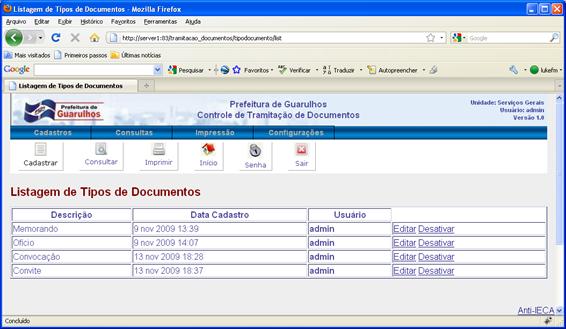 Listagem de Tipos de Documentos - Mozilla Firefox
Arquivo Editar Exibir Histórico Favoritos Ferramentas Ajuda
http://server1:83/tramitacao_documentos/tipodocumento/list
Google
Mais visitados Primeiros passos Últimas notícias
Google Pesquisar Favoritos Verificar Traduzir Autopreencher lukefm
Listagem de Tipos de Documentos
Prefeitura de Guarulhos
Prefeitura de Guarulhos
Controle de Tramitação de Documentos
Unidade: Serviços Gerais
Usuário: admin
Versão 1.0
Cadastros Consultas Impressão Configurações
Cadastrar Consultar Imprimir Início Senha Sair
Listagem de Tipos de Documentos
Descrição Data Cadastro Usuário
Memorando 9 nov 2009 13:39 admin Editar Desativar
Ofício 9 nov 2009 14:07 admin Editar Desativar
Convocação 13 nov 2009 18:28 admin Editar Desativar
Convite 13 nov 2009 18:37 admin Editar Desativar
Anti-IECA
Concluído